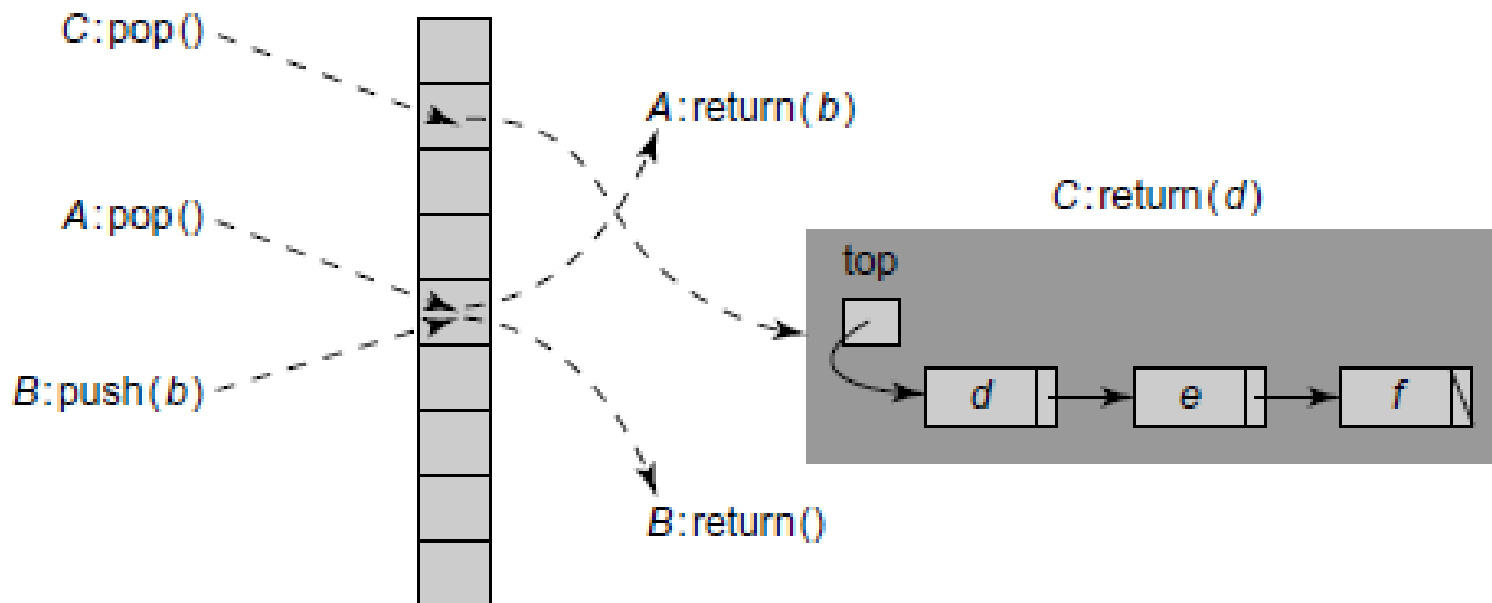 C:pop()
A:return(b)
C:return(d)
A:pop()
top
B:push(b)
d
e
f
B:return()